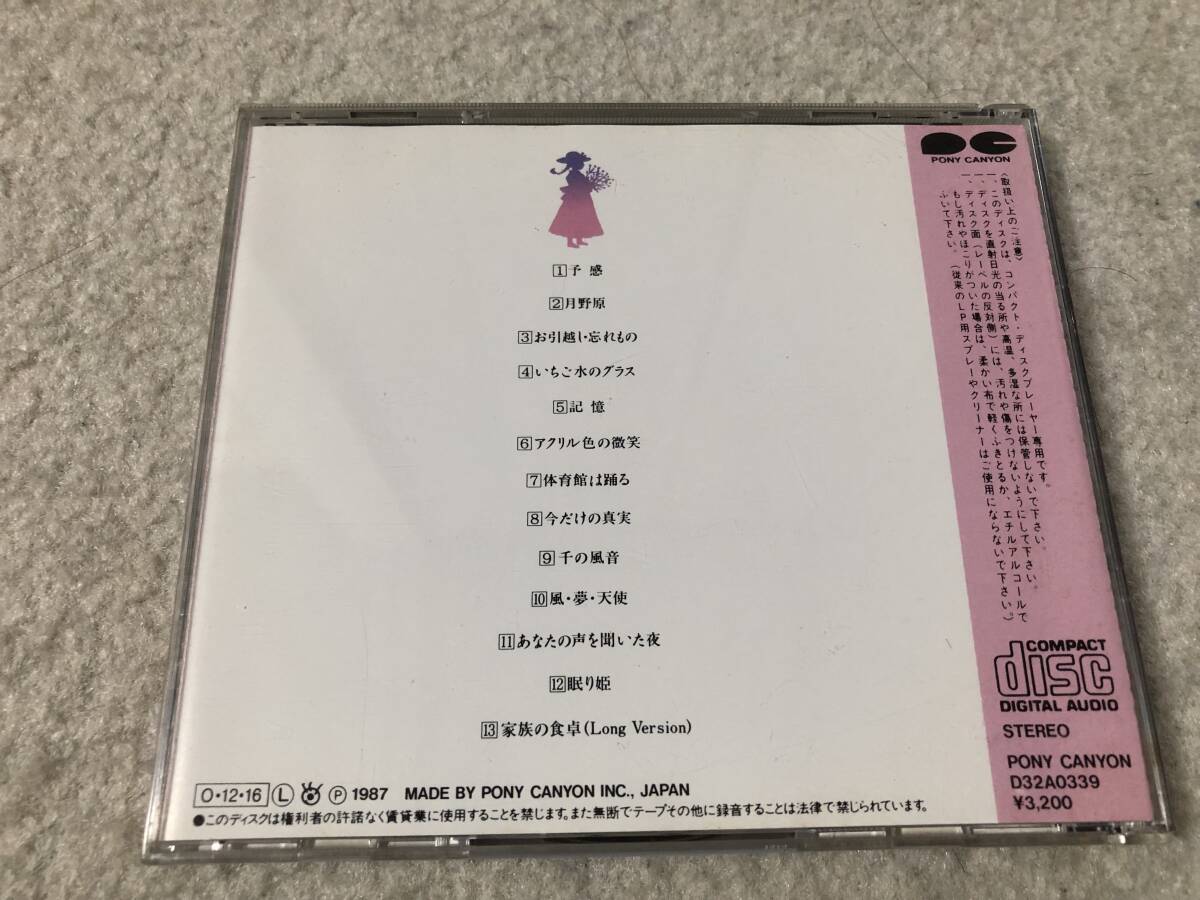 1 予 感
2 月野原
3 お引越し・忘れもの
4 いちご水のグラス
5 記 憶
6 アクリル色の微笑
7 体育館は踊る
8 今だけの真実
9 千の風音
10 風・夢・天使
11 あなたの声を聞いた夜
12 眠り姫
13 家族の食卓(Long Version)
O・12・16 L P 1987 MADE BY PONY CANYON INC., JAPAN
●このディスクは権利者の許諾なく賃貸業に使用することを禁じます。また無断でテープその他に録音することは法律で禁じられています。
PONY CANYON
〈取扱い上のご注意〉
一、このディスクは、コンパクト・ディスクプレーヤー専用です。
一、ディスクを直射日光の当る所や高温、多湿な所には保管しないで下さい。
一、ディスク面(レーベルの反対側)には、汚れや傷をつけないようにして下さい。
もし汚れやほこりがついた場合は、柔かい布で軽くふきとるか、エチルアルコールで
ふいて下さい。(従来のLP用スプレーやクリーナーはご使用にならないで下さい。)
COMPACT
disc
DIGITAL AUDIO
STEREO
PONY CANYON
D32A0339
¥3,200